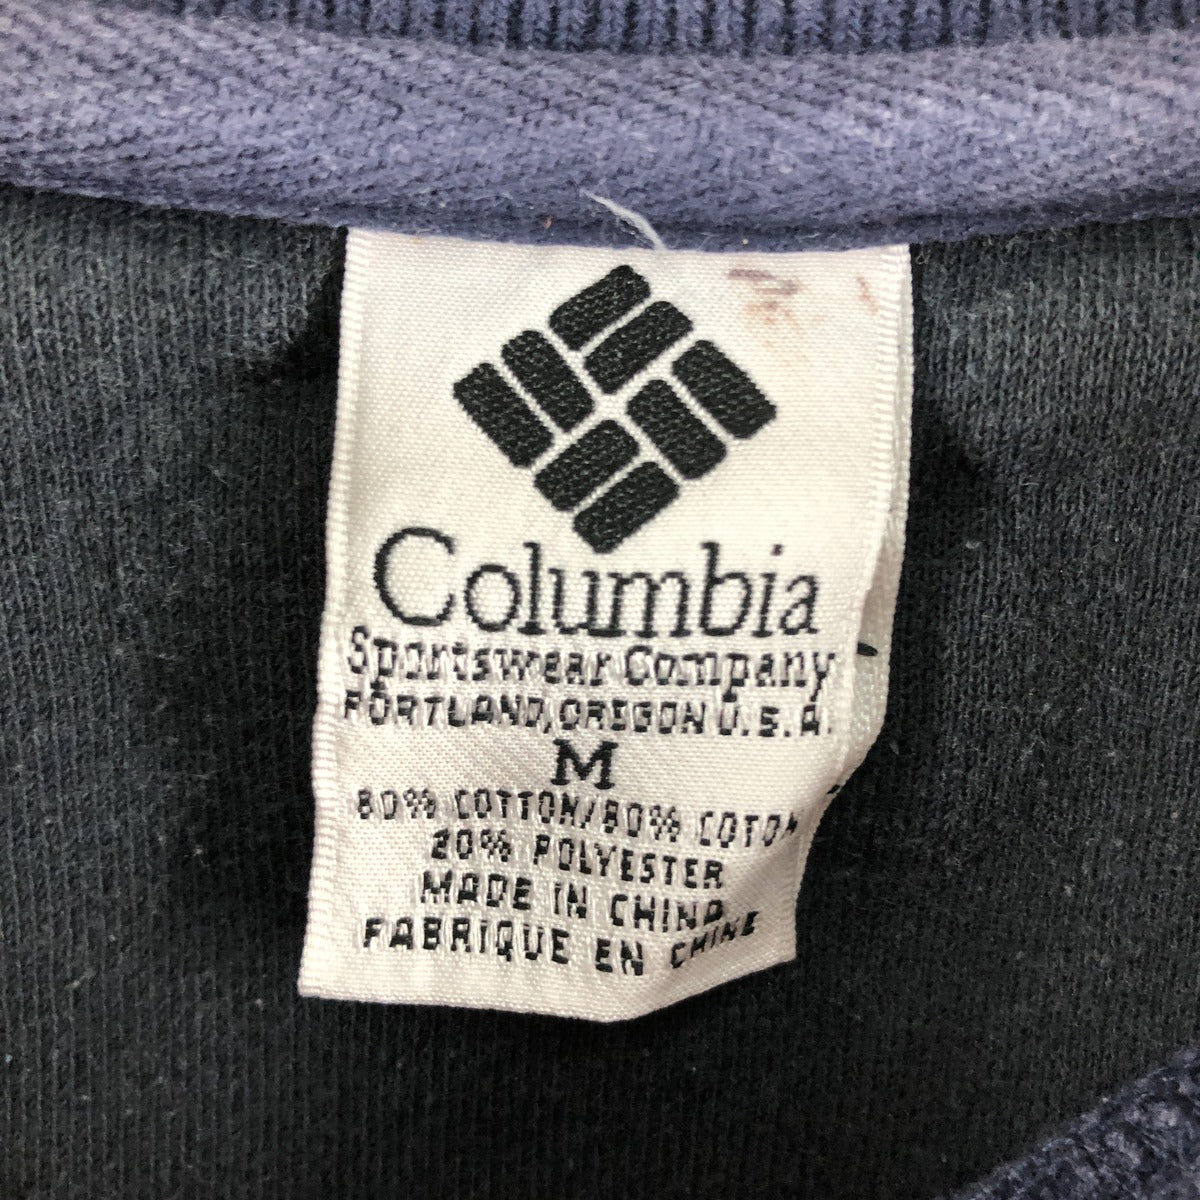 Columbia
Sportswear Company
PORTLAND, OREGON U.S.A.
M
80% COTTON/80% COTON
20% POLYESTER
MADE IN CHINA
FABRIQUE EN CHINE